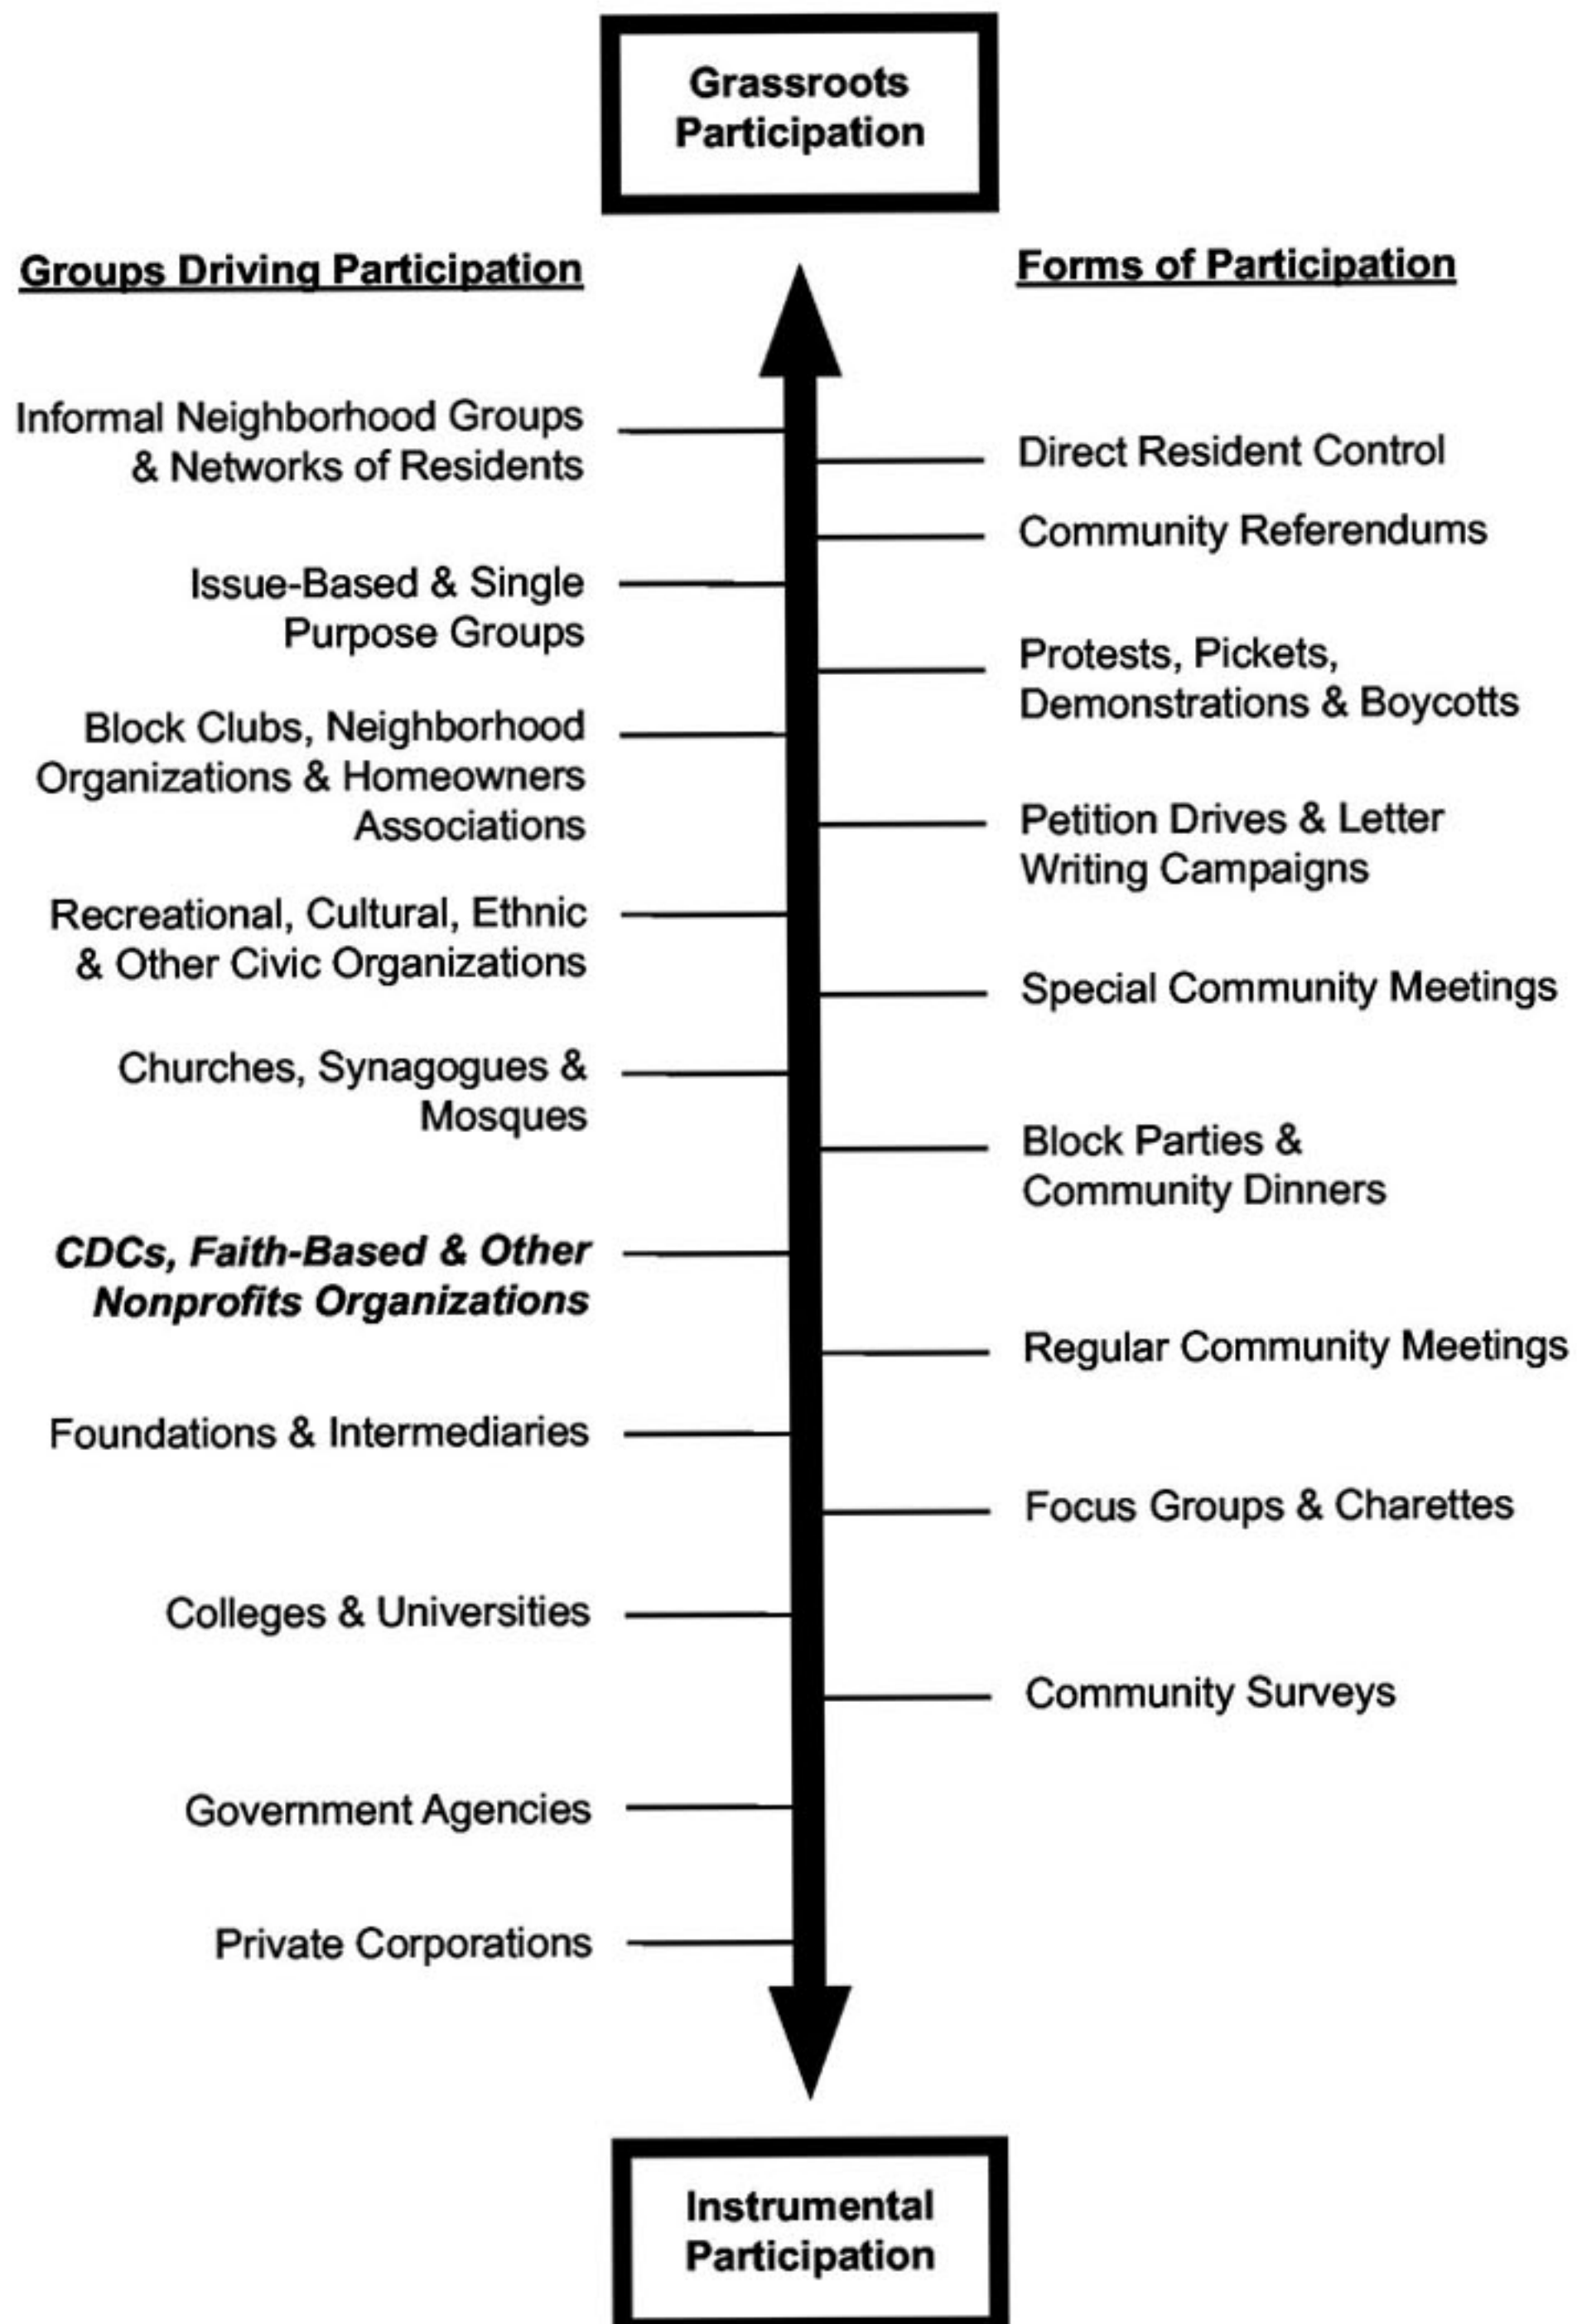 Grassroots
Participation
Groups Driving Participation
Informal Neighborhood Groups
& Networks of Residents
Issue-Based & Single
Purpose Groups
Block Clubs, Neighborhood
Organizations & Homeowners
Associations
Recreational, Cultural, Ethnic
& Other Civic Organizations
Churches, Synagogues &
Mosques
CDCs, Faith-Based & Other
Nonprofits Organizations
Foundations & Intermediaries
Colleges & Universities
Government Agencies
Private Corporations
Forms of Participation
Direct Resident Control
Community Referendums
Protests, Pickets,
Demonstrations & Boycotts
Petition Drives & Letter
Writing Campaigns
Special Community Meetings
Block Parties &
Community Dinners
Regular Community Meetings
Focus Groups & Charettes
Community Surveys
Instrumental
Participation